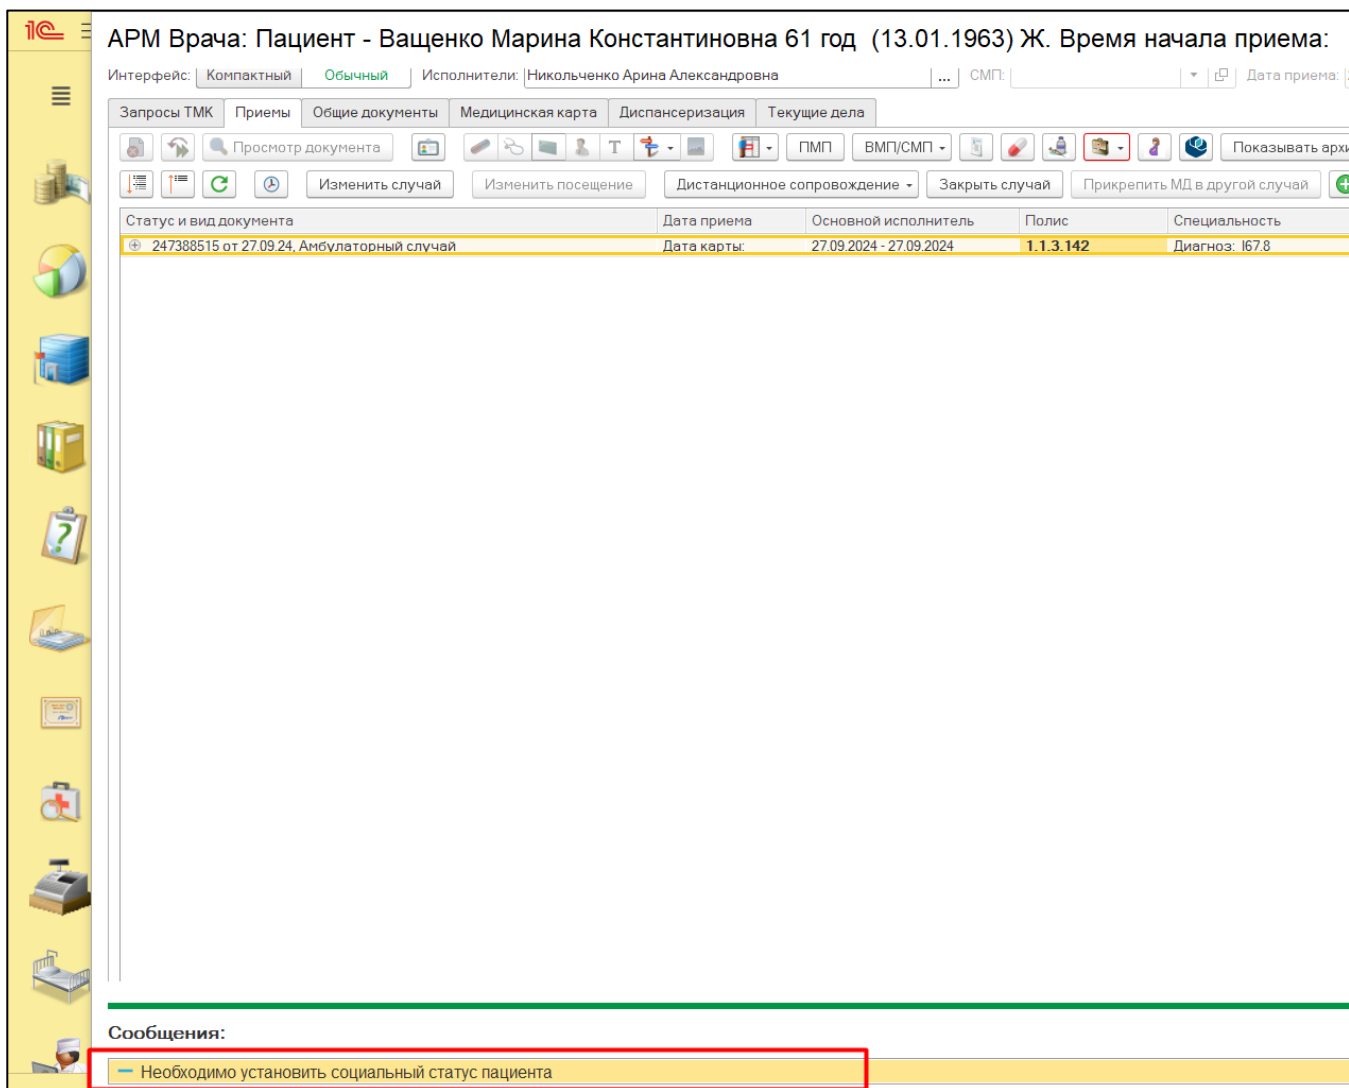 1С
АРМ Врача: Пациент - Ващенко Марина Константиновна 61 год (13.01.1963) Ж. Время начала приема:
Интерфейс: Компактный Обычный Исполнители: Никольченко Арина Александровна ... СМП: Дата приема:
Запросы ТМК Приемы Общие документы Медицинская карта Диспансеризация Текущие дела
Просмотр документа Т ПМП ВМП/СМП Показывать архи
Изменить случай Изменить посещение Дистанционное сопровождение Закрыть случай Прикрепить МД в другой случай
Статус и вид документа Дата приема Основной исполнитель Полис Специальность
247388515 от 27.09.24, Амбулаторный случай Дата карты: 27.09.2024 - 27.09.2024 1.1.3.142 Диагноз: I67.8
Сообщения:
Необходимо установить социальный статус пациента